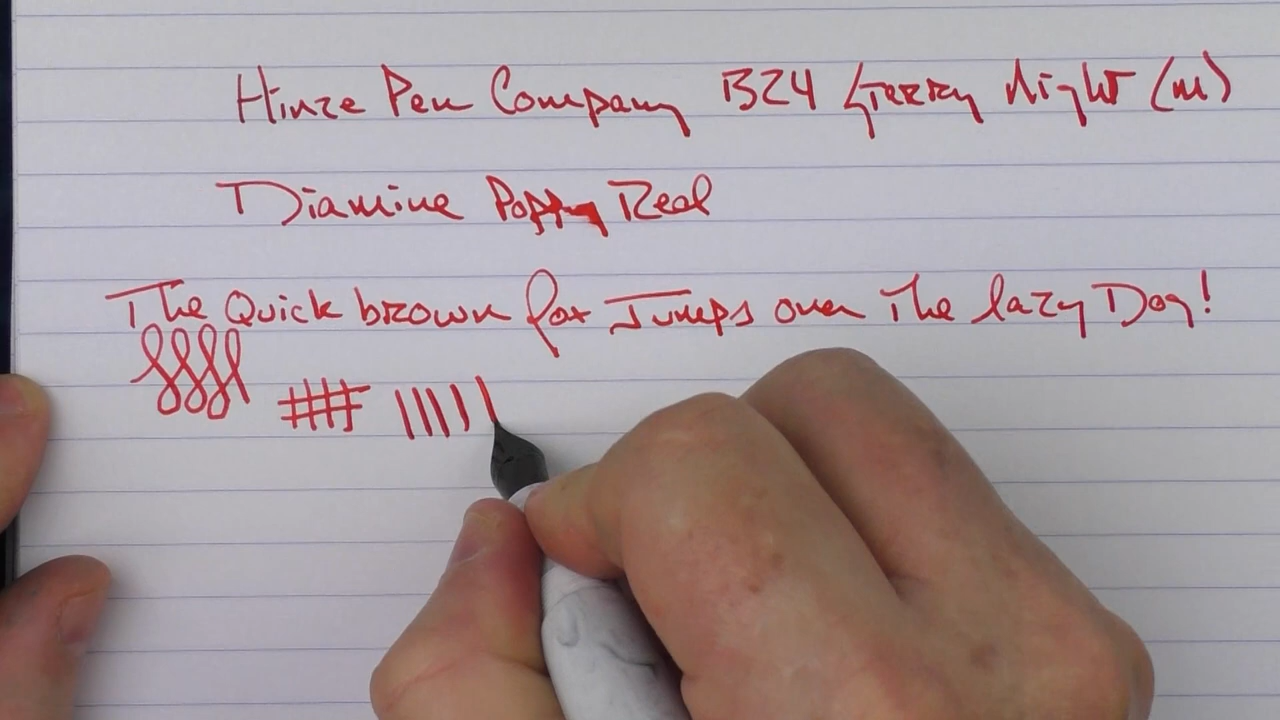 Hinze Pen Company B24 Starry Night (m)
Diamine Poppy Red
The Quick brown fox Jumps over The lazy Dog!